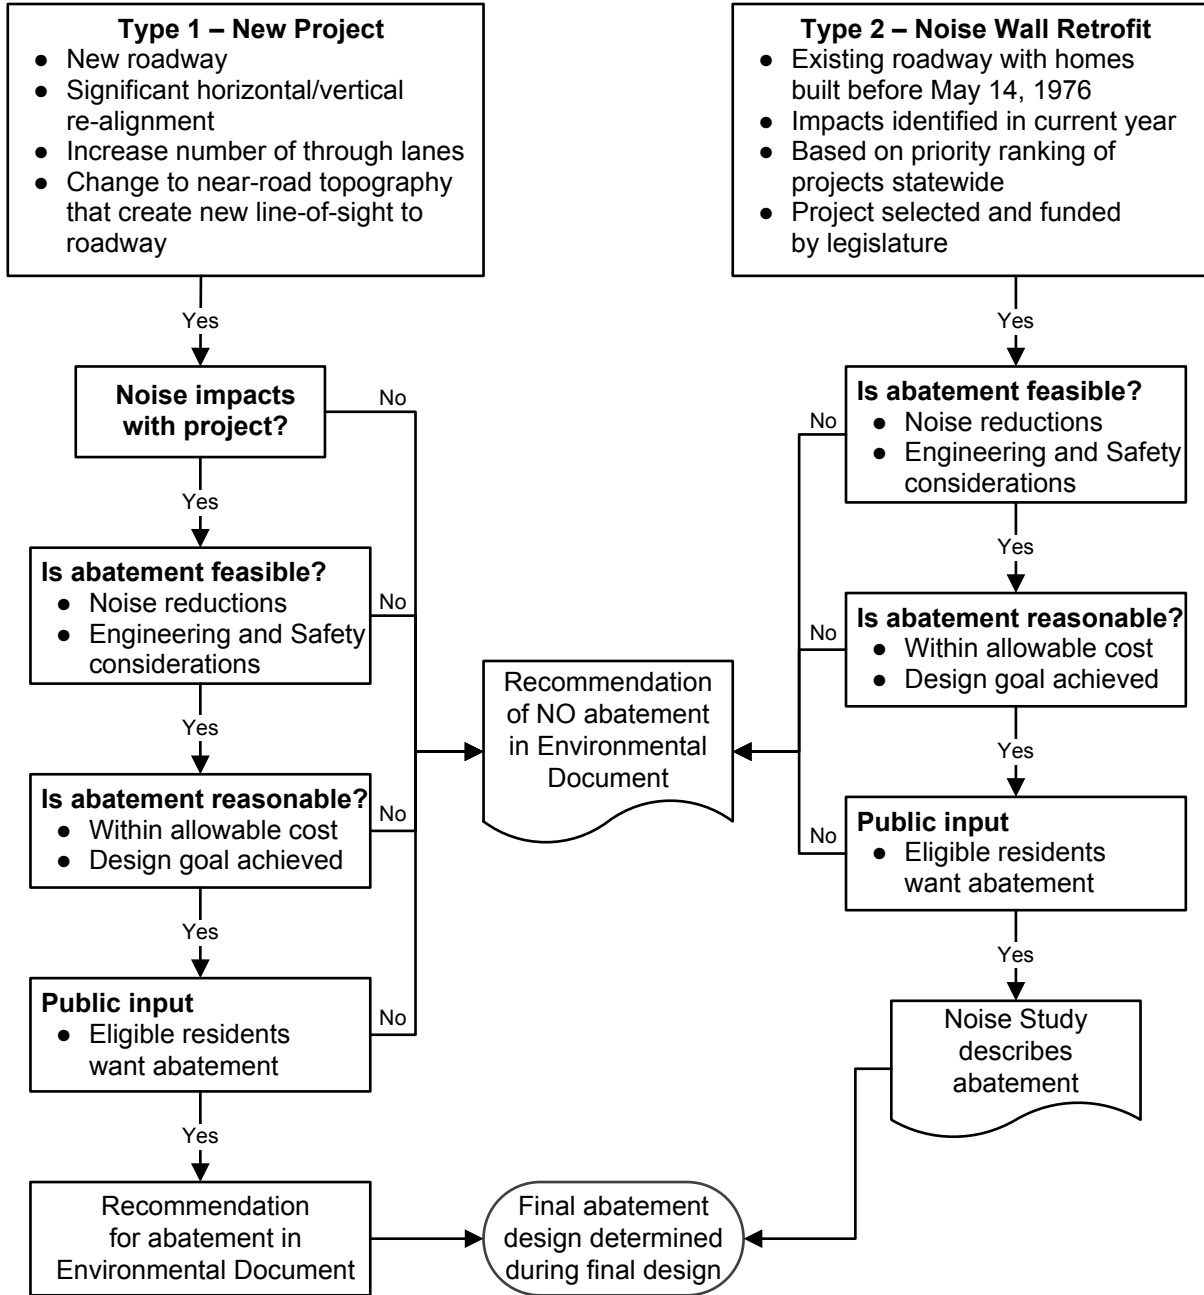 Type 1 – New Project
● New roadway
● Significant horizontal/vertical
re-alignment
● Increase number of through lanes
● Change to near-road topography
that create new line-of-sight to
roadway
Yes
Noise impacts
with project?
No
Yes
Is abatement feasible?
● Noise reductions
● Engineering and Safety
considerations
No
Yes
Is abatement reasonable?
● Within allowable cost
● Design goal achieved
No
Yes
Public input
● Eligible residents
want abatement
No
Yes
Recommendation
for abatement in
Environmental Document
Recommendation
of NO abatement
in Environmental
Document
Final abatement
design determined
during final design
Type 2 – Noise Wall Retrofit
● Existing roadway with homes
built before May 14, 1976
● Impacts identified in current year
● Based on priority ranking of
projects statewide
● Project selected and funded
by legislature
Yes
Is abatement feasible?
● Noise reductions
● Engineering and Safety
considerations
No
Yes
Is abatement reasonable?
● Within allowable cost
● Design goal achieved
No
Yes
Public input
● Eligible residents
want abatement
No
Yes
Noise Study
describes
abatement